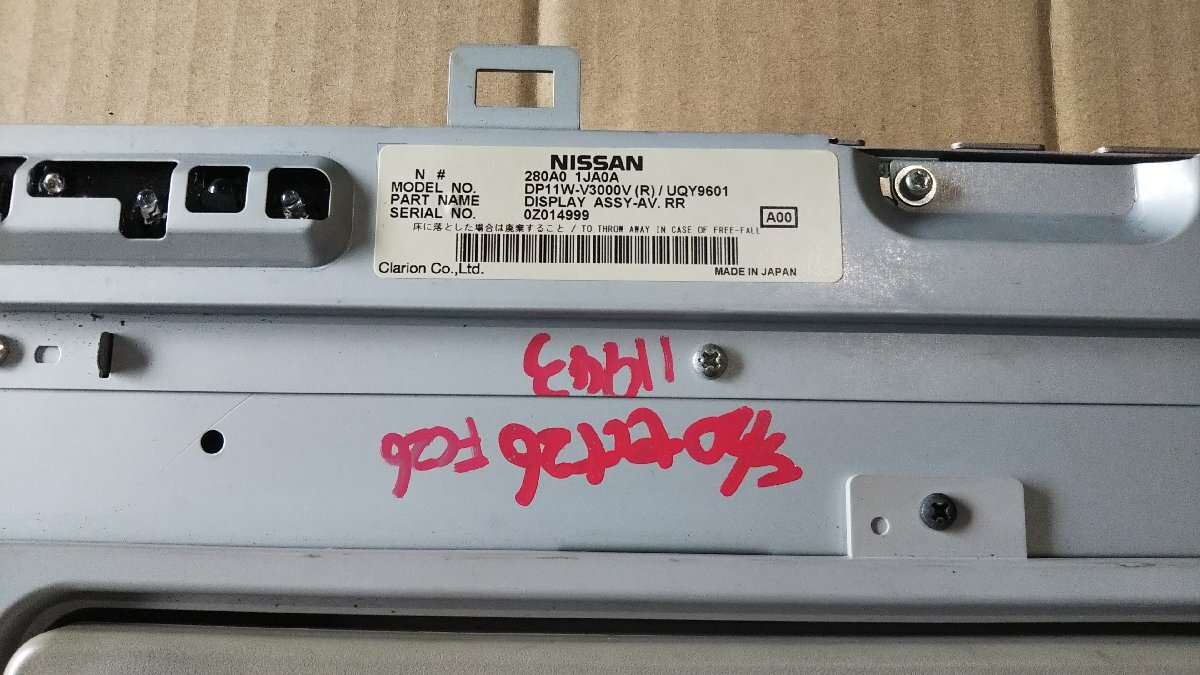 NISSAN
N # 280A0 1JA0A
MODEL NO. DP11W-V3000V (R) / UQY9601
PART NAME DISPLAY ASSY-AV. RR
SERIAL NO. 0Z014999
A00
床に落とした場合は廃棄すること / TO THROW AWAY IN CASE OF FREE-FALL
Clarion Co.,Ltd. MADE IN JAPAN
FC26